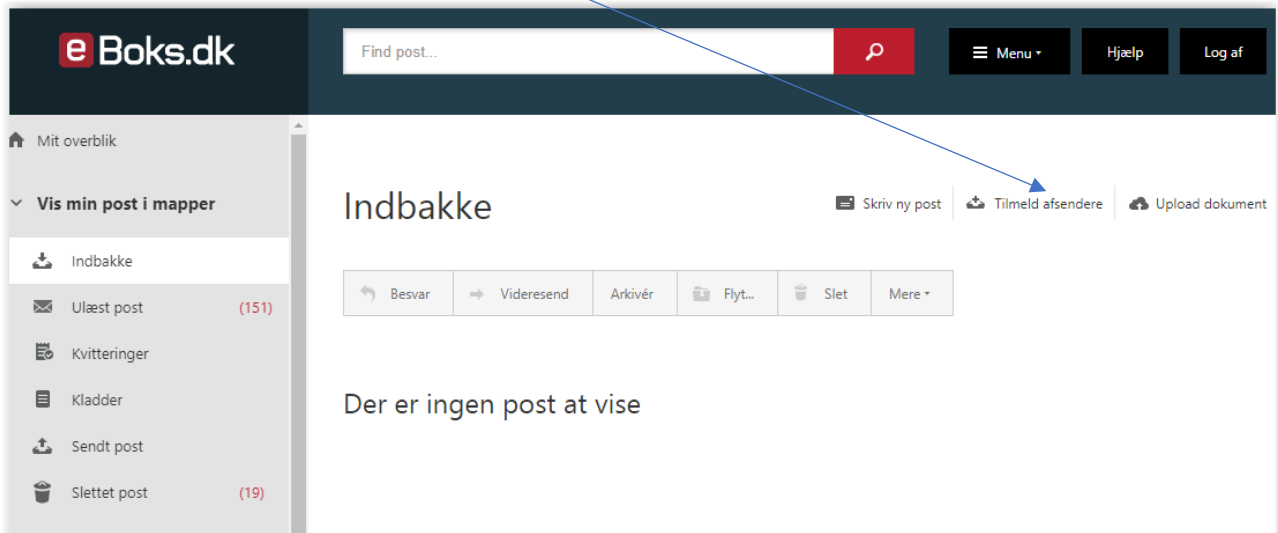 e Boks.dk
Find post...
Menu
Hjælp
Log af
Mit overblik
Vis min post i mapper
Indbakke
Ulæst post (151)
Kvitteringer
Kladder
Sendt post
Slettet post (19)
Indbakke
Skriv ny post
Tilmeld afsendere
Upload dokument
Besvar
Videresend
Arkivér
Flyt...
Slet
Mere
Der er ingen post at vise